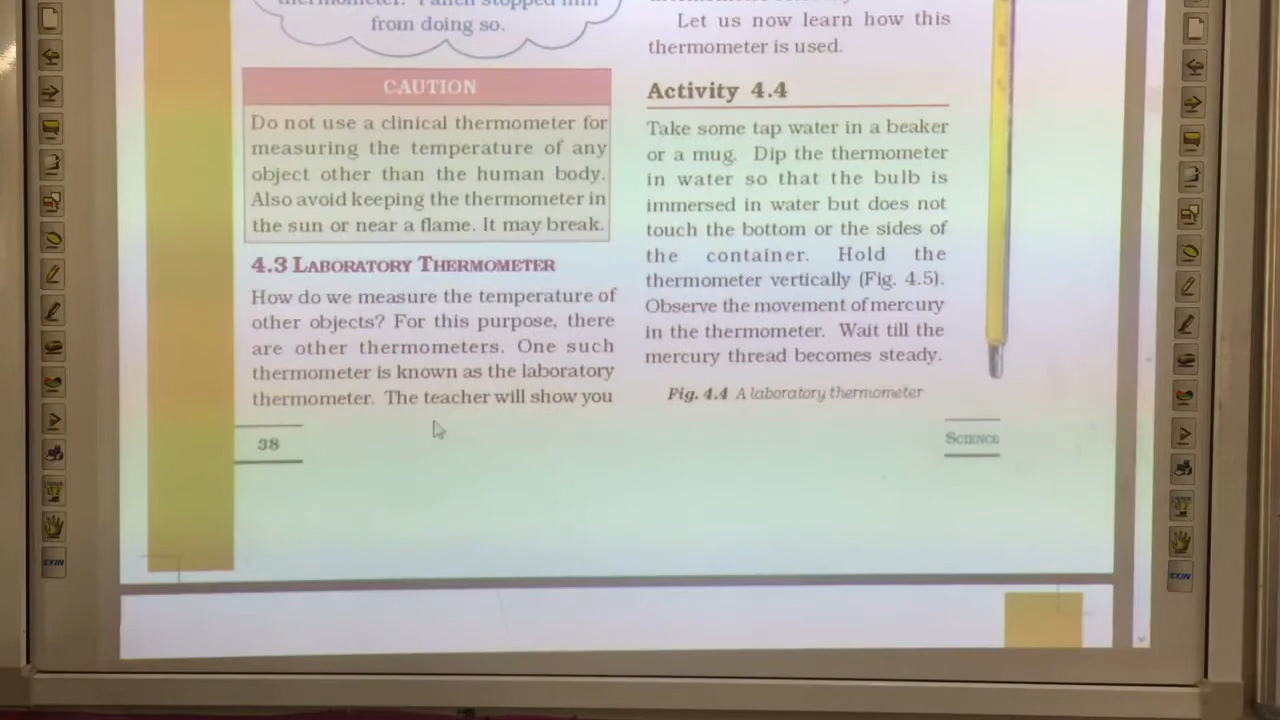 from doing so.
CAUTION
Do not use a clinical thermometer for
measuring the temperature of any
object other than the human body.
Also avoid keeping the thermometer in
the sun or near a flame. It may break.
4.3 LABORATORY THERMOMETER
How do we measure the temperature of
other objects? For this purpose, there
are other thermometers. One such
thermometer is known as the laboratory
thermometer. The teacher will show you
38
Let us now learn how this
thermometer is used.
Activity 4.4
Take some tap water in a beaker
or a mug. Dip the thermometer
in water so that the bulb is
immersed in water but does not
touch the bottom or the sides of
the container. Hold the
thermometer vertically (Fig. 4.5).
Observe the movement of mercury
in the thermometer. Wait till the
mercury thread becomes steady.
Fig. 4.4 A laboratory thermometer
SCIENCE